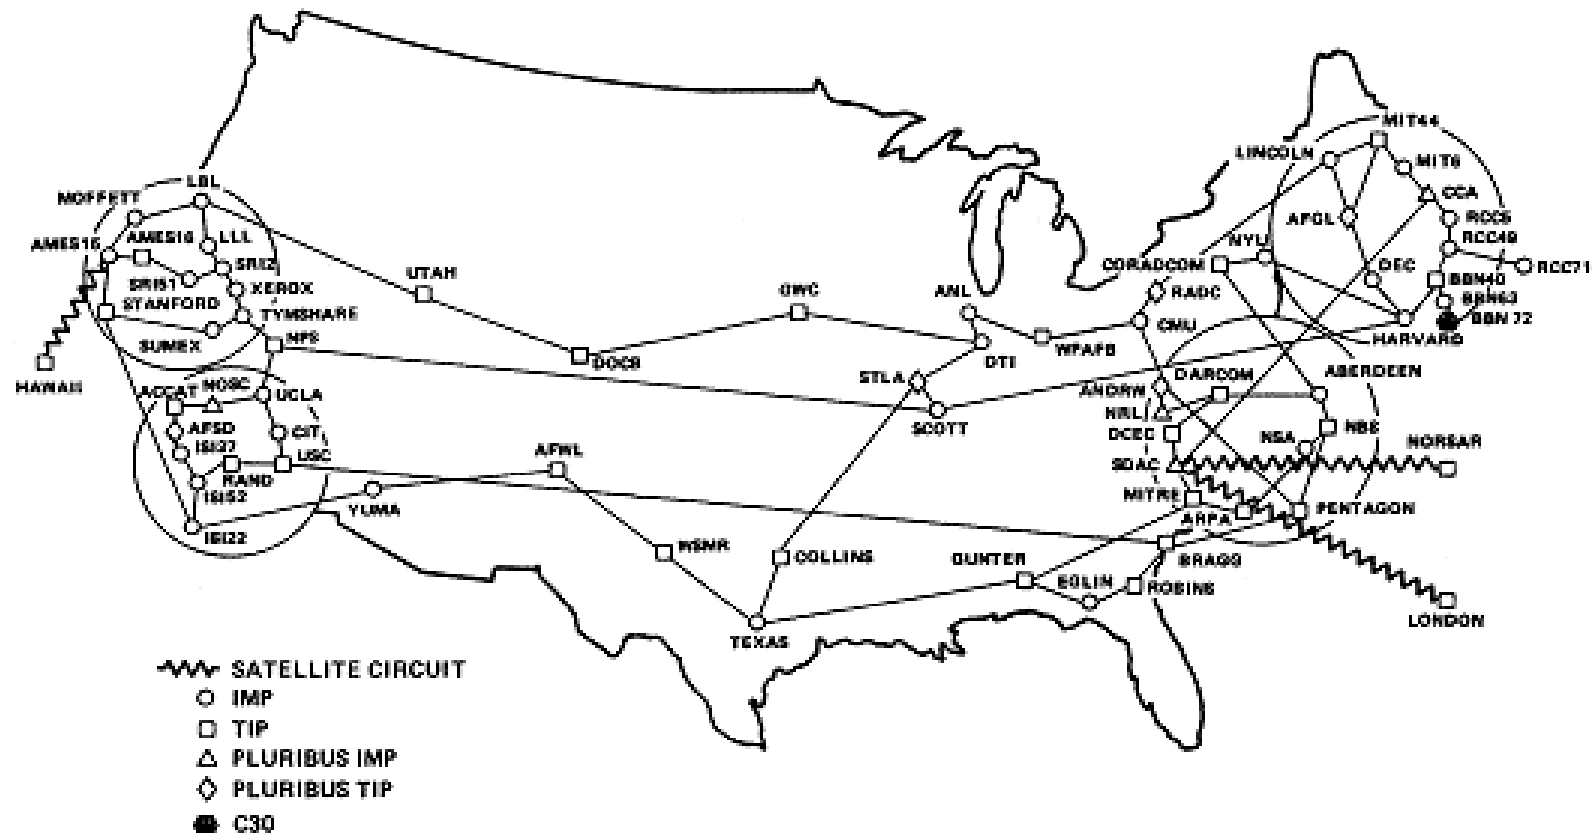 MIT44
LINCOLN
MIT6
CCA
LBL
MOFFETT
AFGL
RCC5
RCC49
AMES15
AMES16
LLL
NYU
RCC71
CORADCOM
DEC
SRI2
UTAH
SRI51
XEROX
BBN40
STANFORD
GWC
ANL
RADC
BBN63
TYMSHARE
BBN 72
CMU
SUMEX
NPS
HARVARD
WPAFB
HAWAII
DOCB
DTI
ABERDEEN
DARCOM
STLA
ACCAT
NOSC
UCLA
ANDRW
NRL
SCOTT
AFSD
CIT
DCEC
NBS
NSA
NORSAR
ISI27
AFWL
USC
SDAC
RAND
ISI52
MITRE
YUMA
ARPA
PENTAGON
ISI22
WSMR
COLLINS
GUNTER
BRAGG
EGLIN
ROBINS
LONDON
TEXAS
SATELLITE CIRCUIT
IMP
TIP
PLURIBUS IMP
PLURIBUS TIP
C30